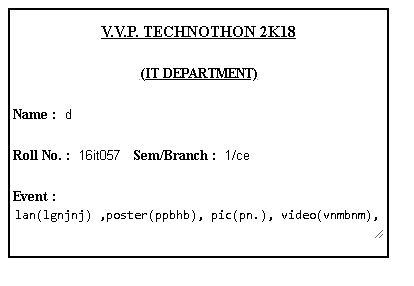 V.V.P. TECHNOTHON 2K18
(IT DEPARTMENT)
Name : d
Roll No. : 16it057 Sem/Branch : 1/ce
Event :
lan(lgnjnj) ,poster(ppbhb), pic(pn.), video(vnmbnm),